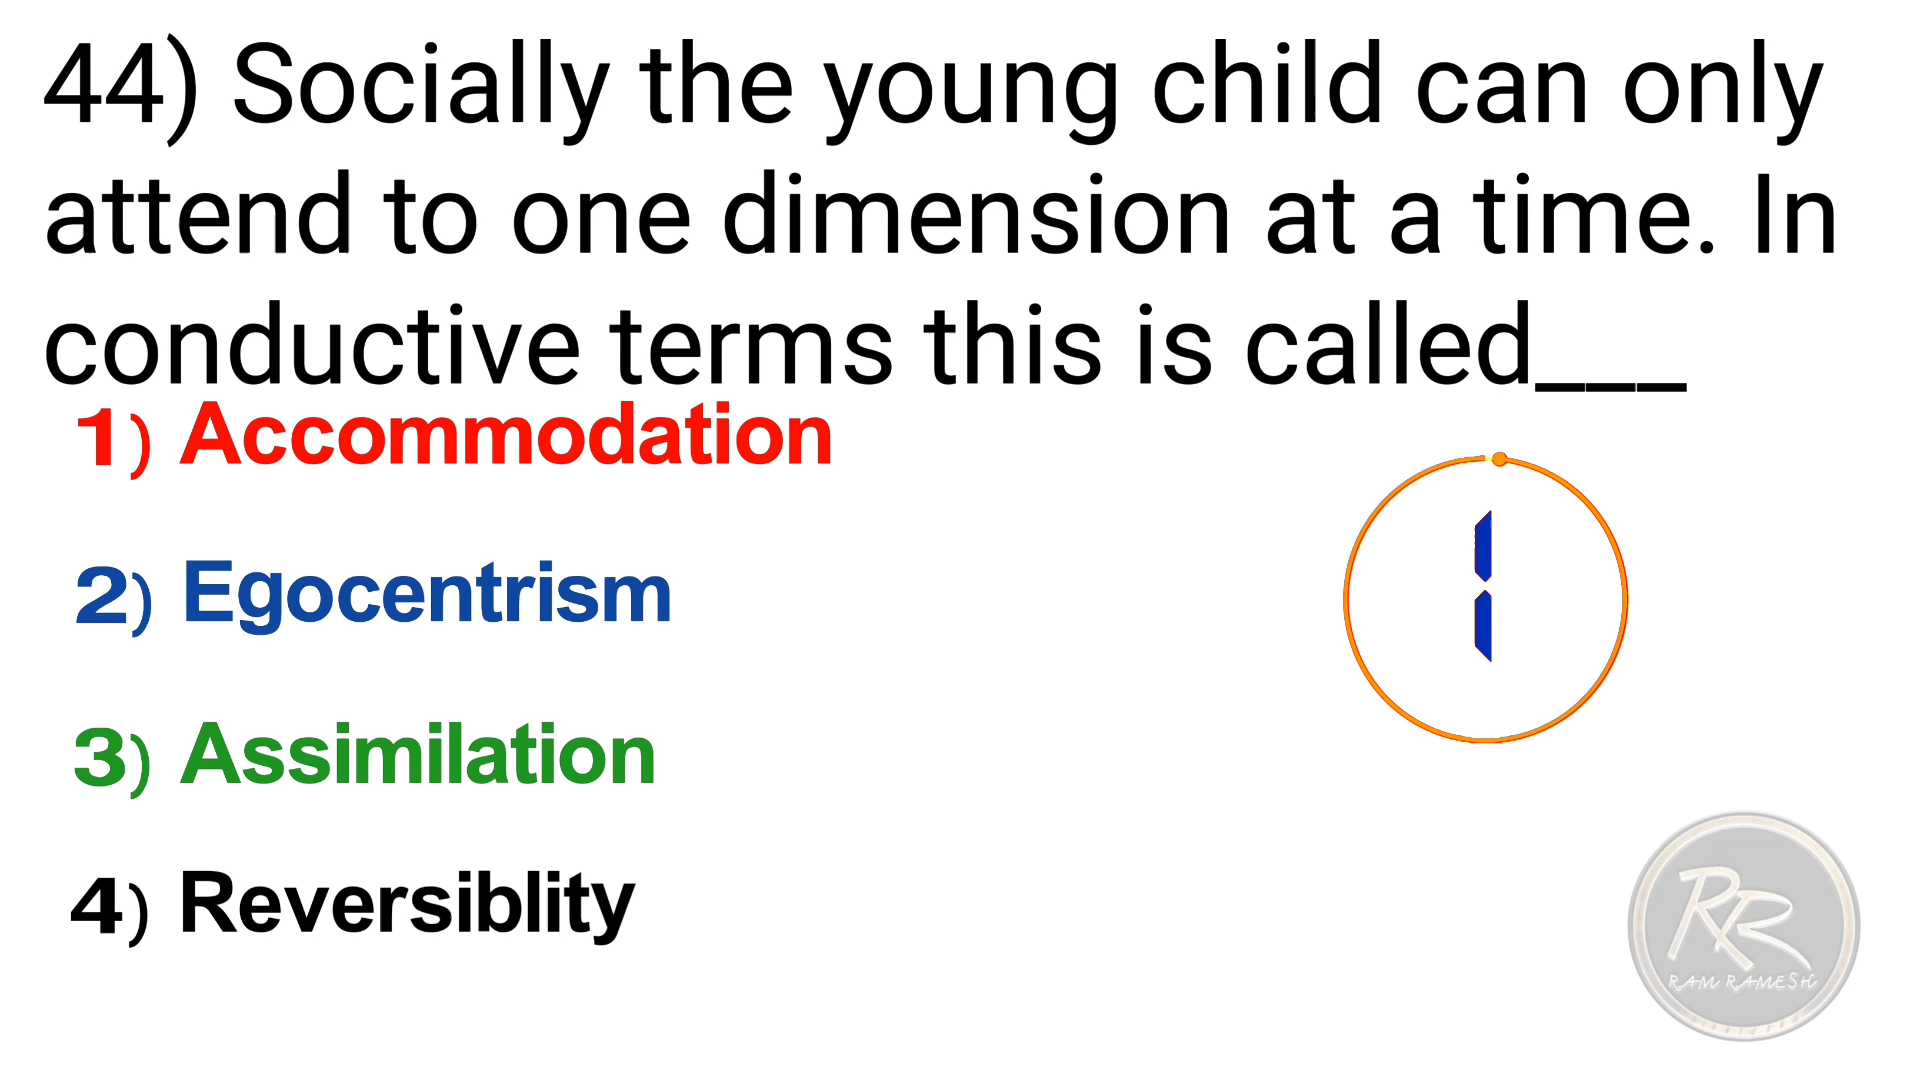 44) Socially the young child can only
attend to one dimension at a time. In
conductive terms this is called___
1) Accommodation
2) Egocentrism
1
3) Assimilation
4) Reversiblity
RR
RAM RAMESH